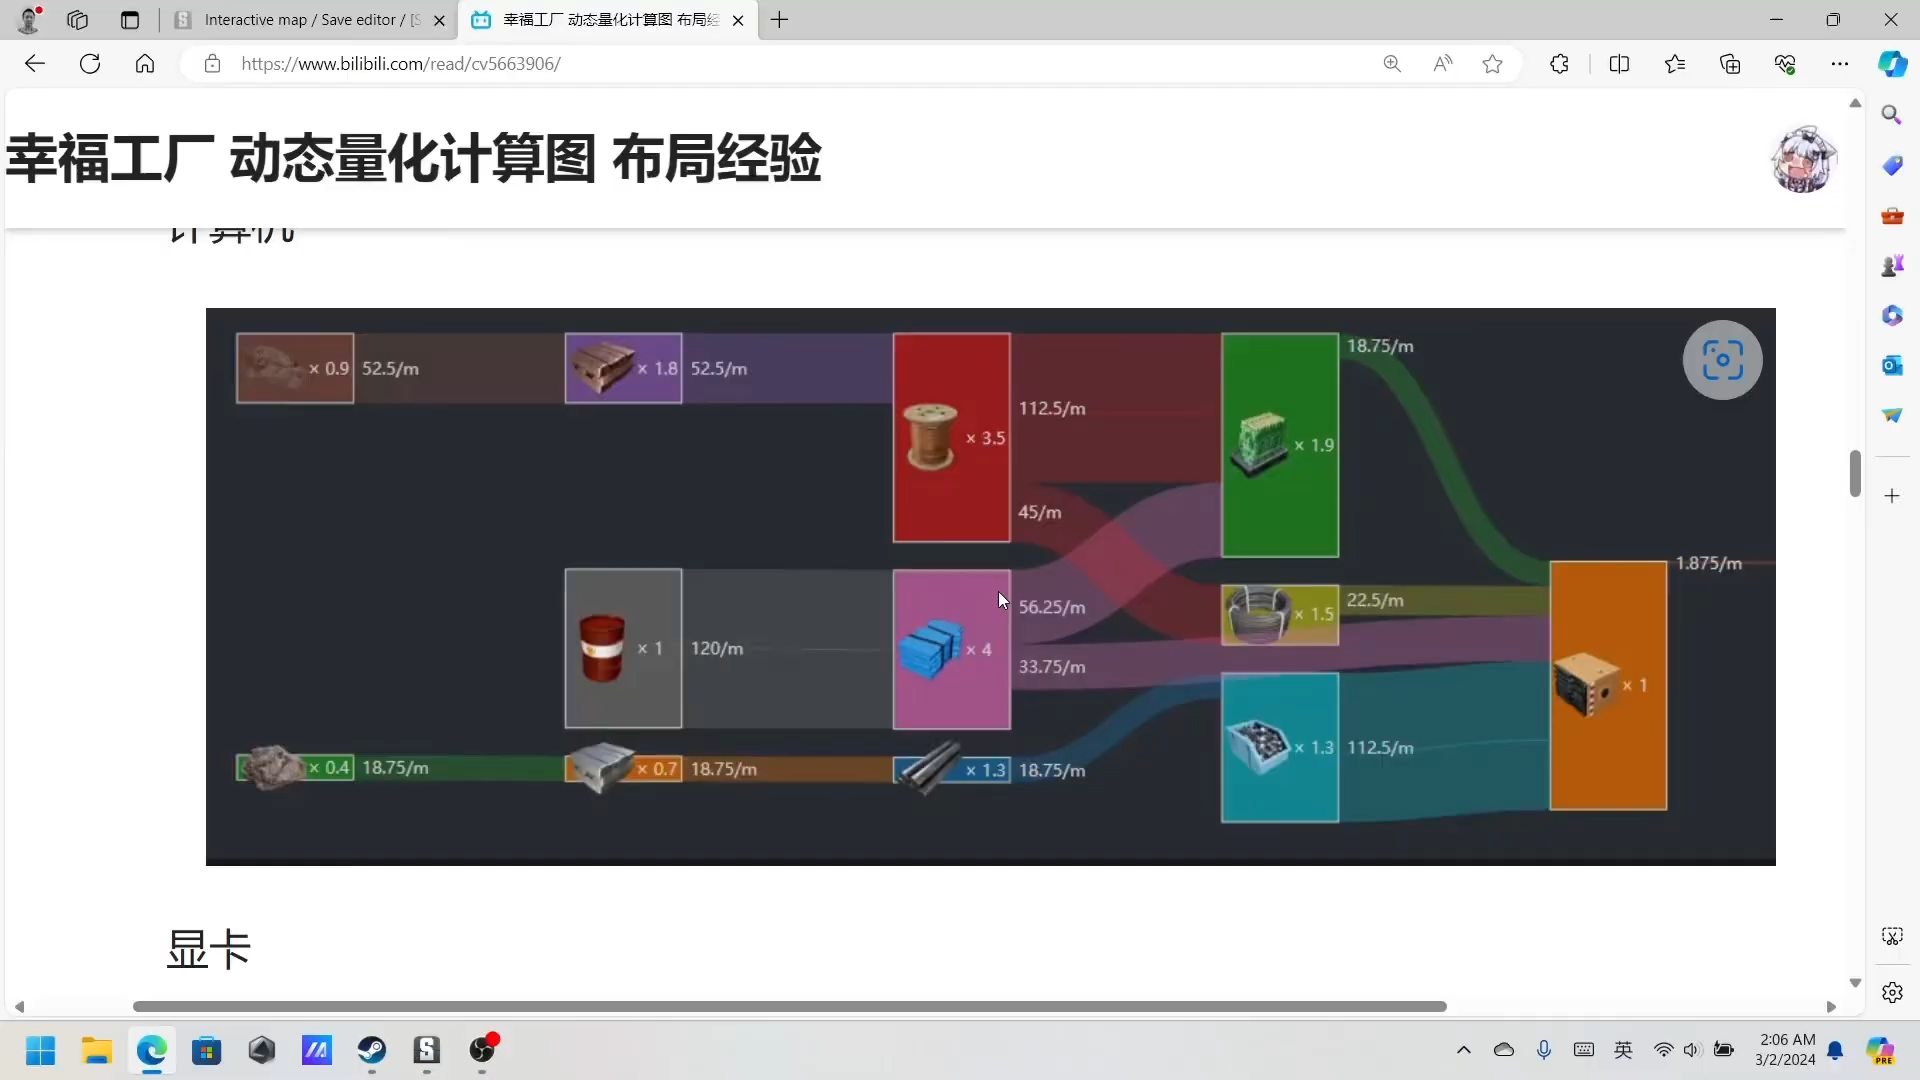 Interactive map / Save editor / [S
幸福工厂 动态量化计算图 布局经
https://www.bilibili.com/read/cv5663906/
幸福工厂 动态量化计算图 布局经验
计算机
× 0.9 52.5/m
× 1.8 52.5/m
× 3.5
112.5/m
45/m
× 1.9
18.75/m
× 1 120/m
× 4
56.25/m
33.75/m
× 1.5 22.5/m
× 1
1.875/m
× 0.4 18.75/m
× 0.7 18.75/m
× 1.3 18.75/m
× 1.3 112.5/m
显卡
英
2:06 AM
3/2/2024
PRE